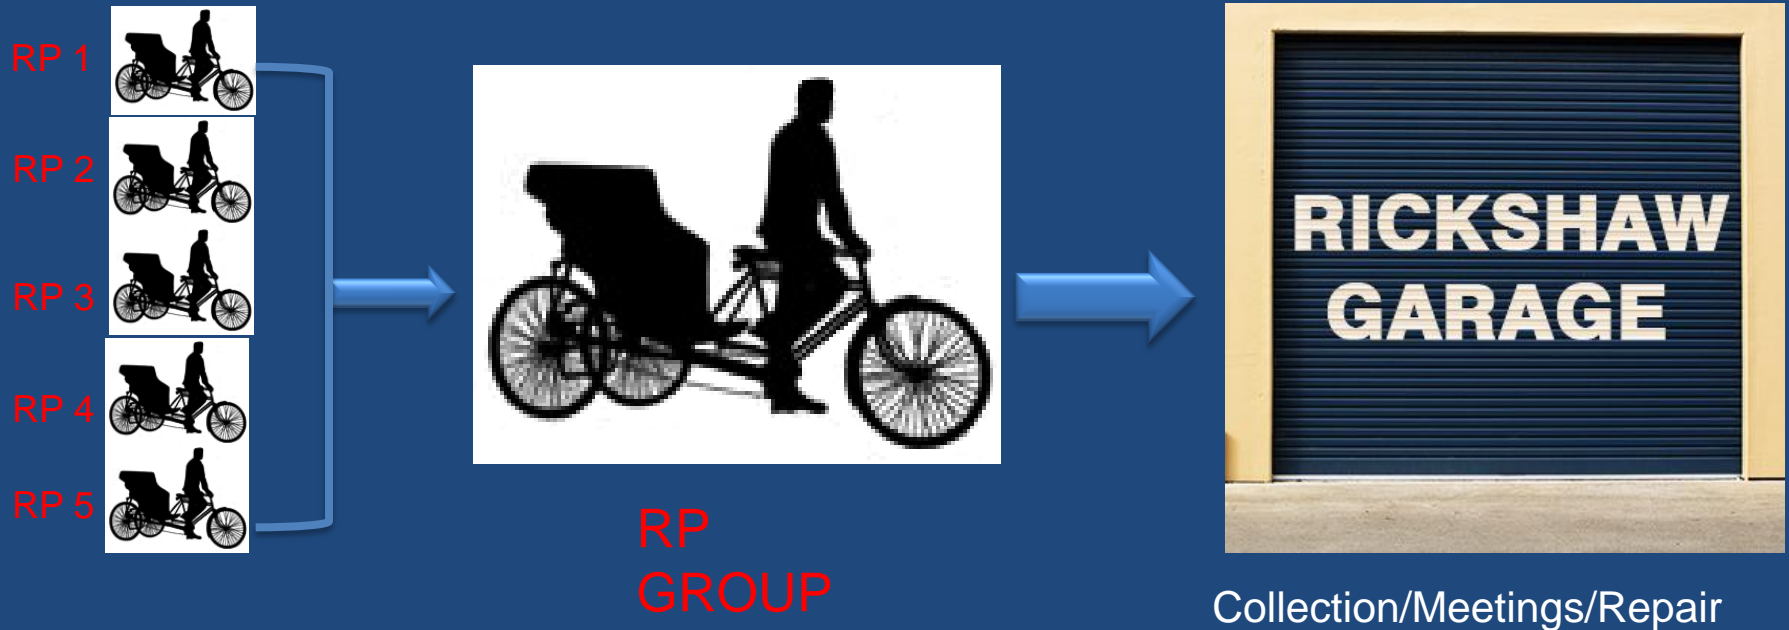 RP 1
RP 2
RP 3
RP 4
RP 5
RP
GROUP
RICKSHAW
GARAGE
Collection/Meetings/Repair